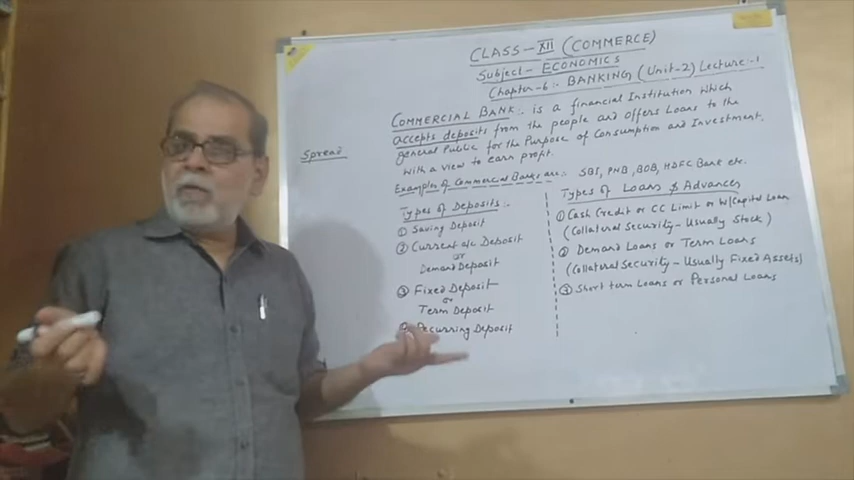 CLASS - XII (COMMERCE)
Subject - ECONOMICS
Chapter-6:- BANKING (Unit-2) Lecture-1
COMMERCIAL BANK:- is a financial Institution which
accepts deposits from the people and offers Loans to the
general Public for the Purpose of Consumption and Investment.
with a view to earn profit.
Examples of Commercial Banks are:- SBI, PNB, BOB, HDFC Bank etc.
Spread
Types of Deposits:-
① Saving Deposit
② Current a/c Deposit
or
Demand Deposit
③ Fixed Deposit
or
Term Deposit
④ Recurring Deposit
Types of Loans & Advances
① Cash Credit or CC Limit or W/Capital Loan
(Collateral Security - Usually Stock)
② Demand Loans or Term Loans
(Collateral Security - Usually Fixed Assets)
③ Short term Loans or Personal Loans